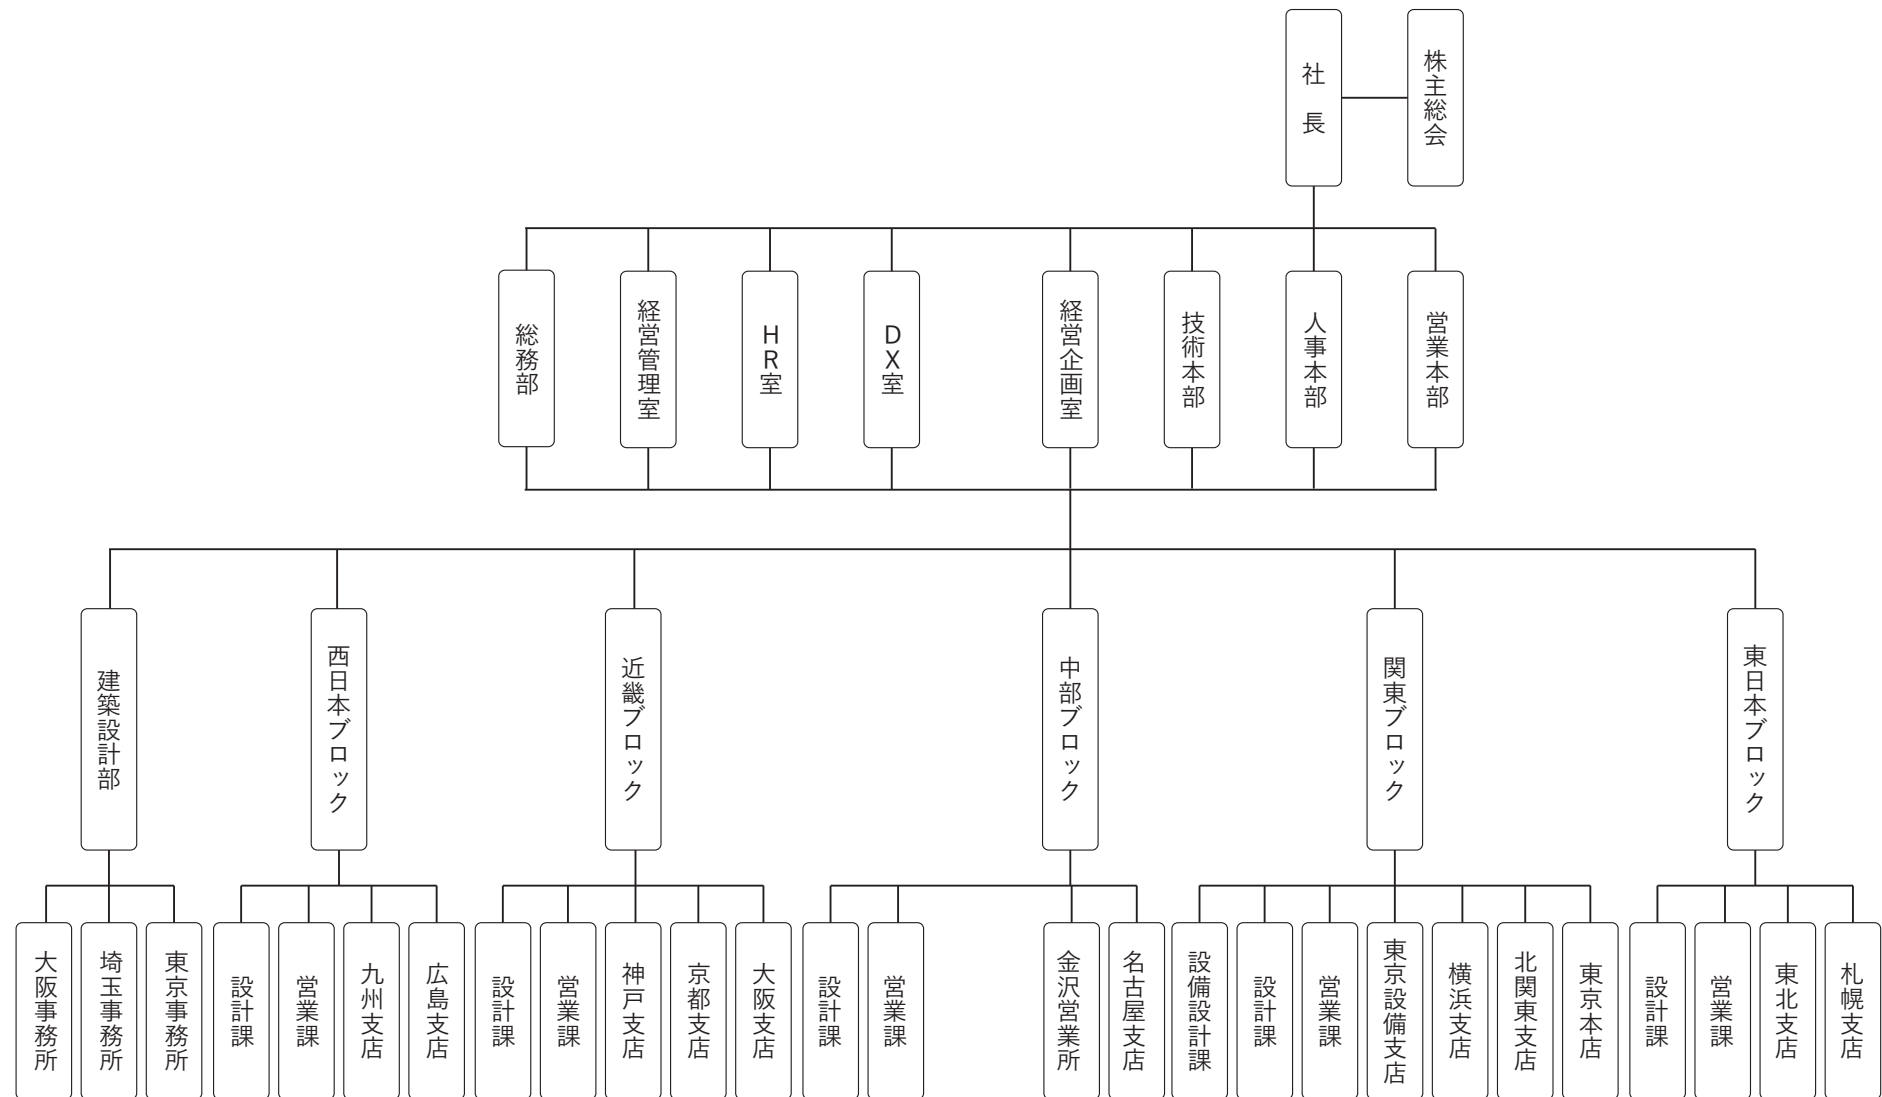 株主総会
社長
営業本部
人事本部
技術本部
経営企画室
DX室
HR室
経営管理室
総務部
東日本ブロック
関東ブロック
中部ブロック
近畿ブロック
西日本ブロック
建築設計部
札幌支店
東北支店
営業課
設計課
東京本店
北関東支店
横浜支店
東京設備支店
営業課
設計課
設備設計課
名古屋支店
金沢営業所
営業課
設計課
大阪支店
京都支店
神戸支店
営業課
設計課
広島支店
九州支店
営業課
設計課
東京事務所
埼玉事務所
大阪事務所